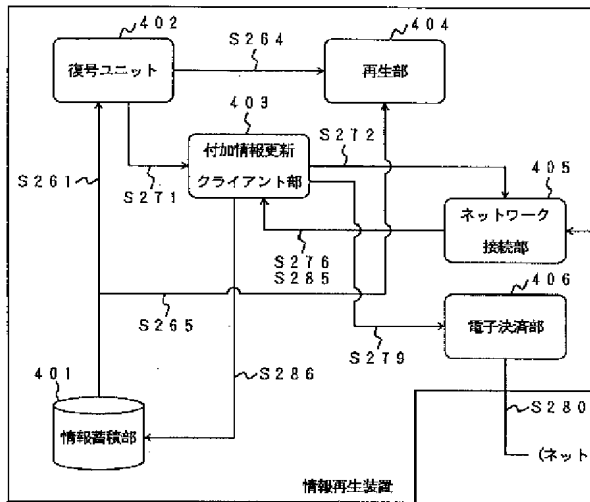 402
S264
404
復号ユニット
再生部
403
S272
S261
S271
付加情報更新
クライアント部
405
ネットワーク
接続部
S276
S285
406
S265
電子決済部
S279
401
S286
S280
情報蓄積部
(ネット
情報再生装置